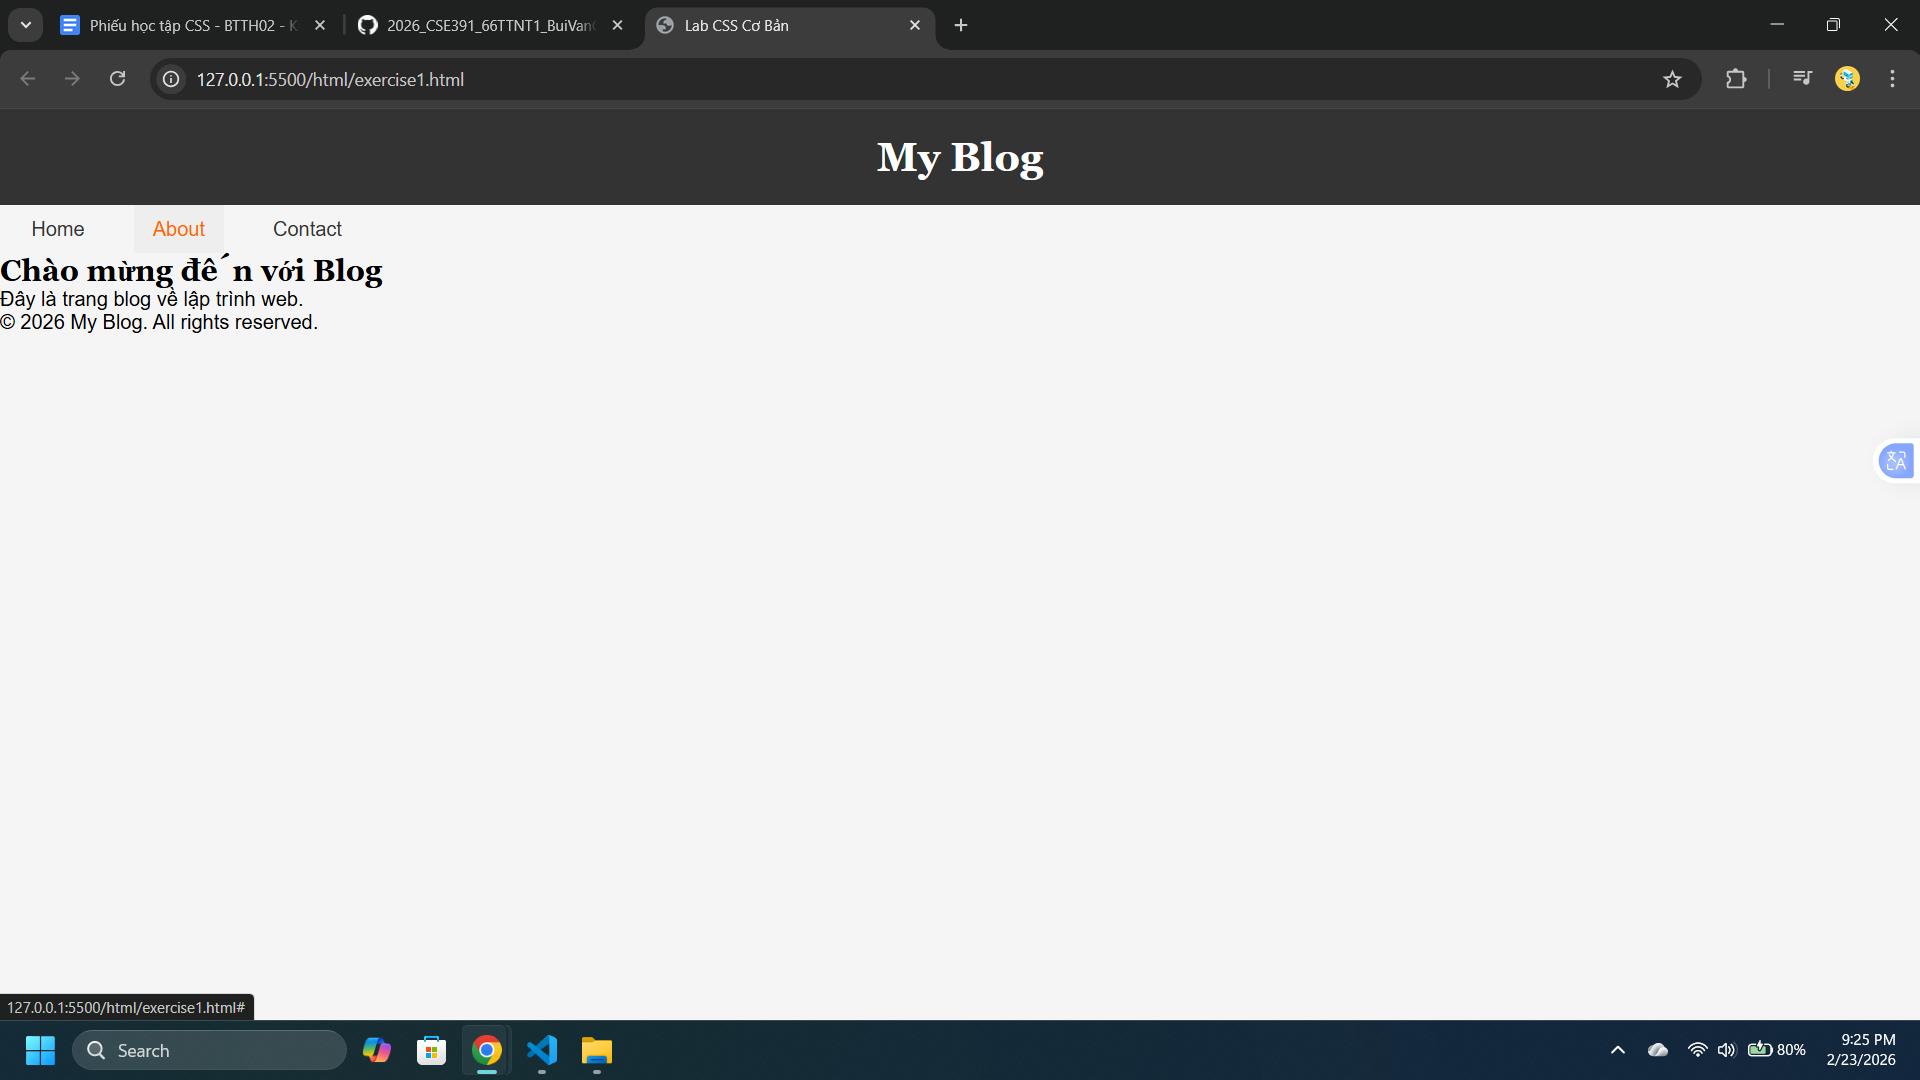 Phiếu học tập CSS - BTTH02 - K
2026_CSE391_66TTNT1_BuiVan
Lab CSS Cơ Bản
127.0.0.1:5500/html/exercise1.html
My Blog
Home About Contact
Chào mừng đến với Blog
Đây là trang blog về lập trình web.
© 2026 My Blog. All rights reserved.
127.0.0.1:5500/html/exercise1.html#
Search
80%
9:25 PM
2/23/2026